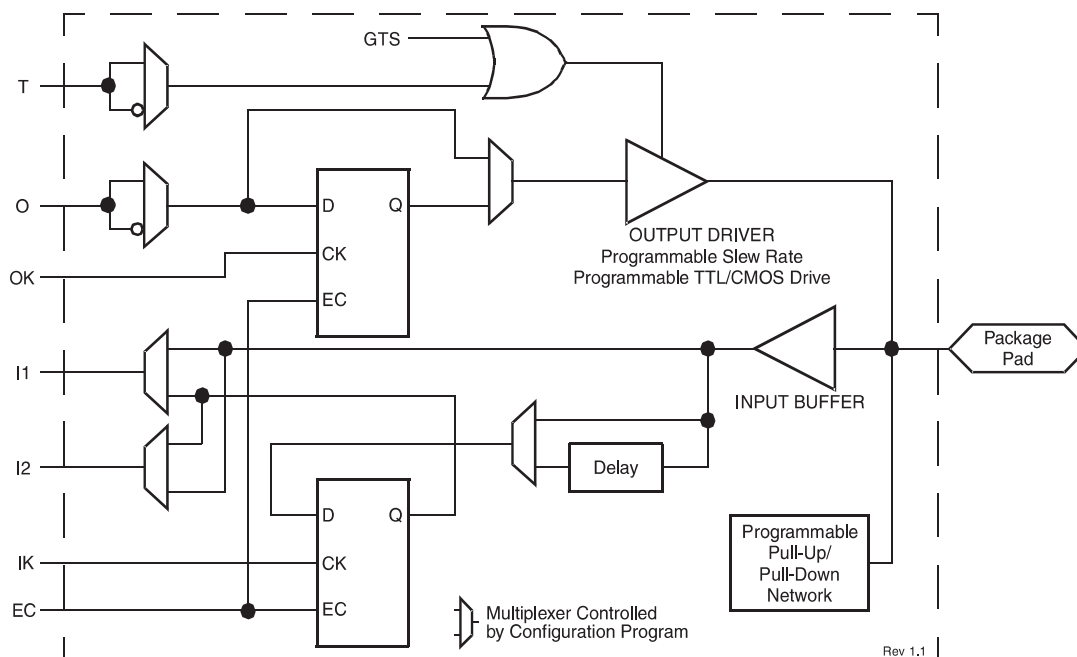 GTS
T
O
D
Q
CK
EC
OK
OUTPUT DRIVER
Programmable Slew Rate
Programmable TTL/CMOS Drive
I1
I2
INPUT BUFFER
Package
Pad
Delay
D
Q
CK
EC
IK
EC
Programmable
Pull-Up/
Pull-Down
Network
Multiplexer Controlled
by Configuration Program
Rev 1.1